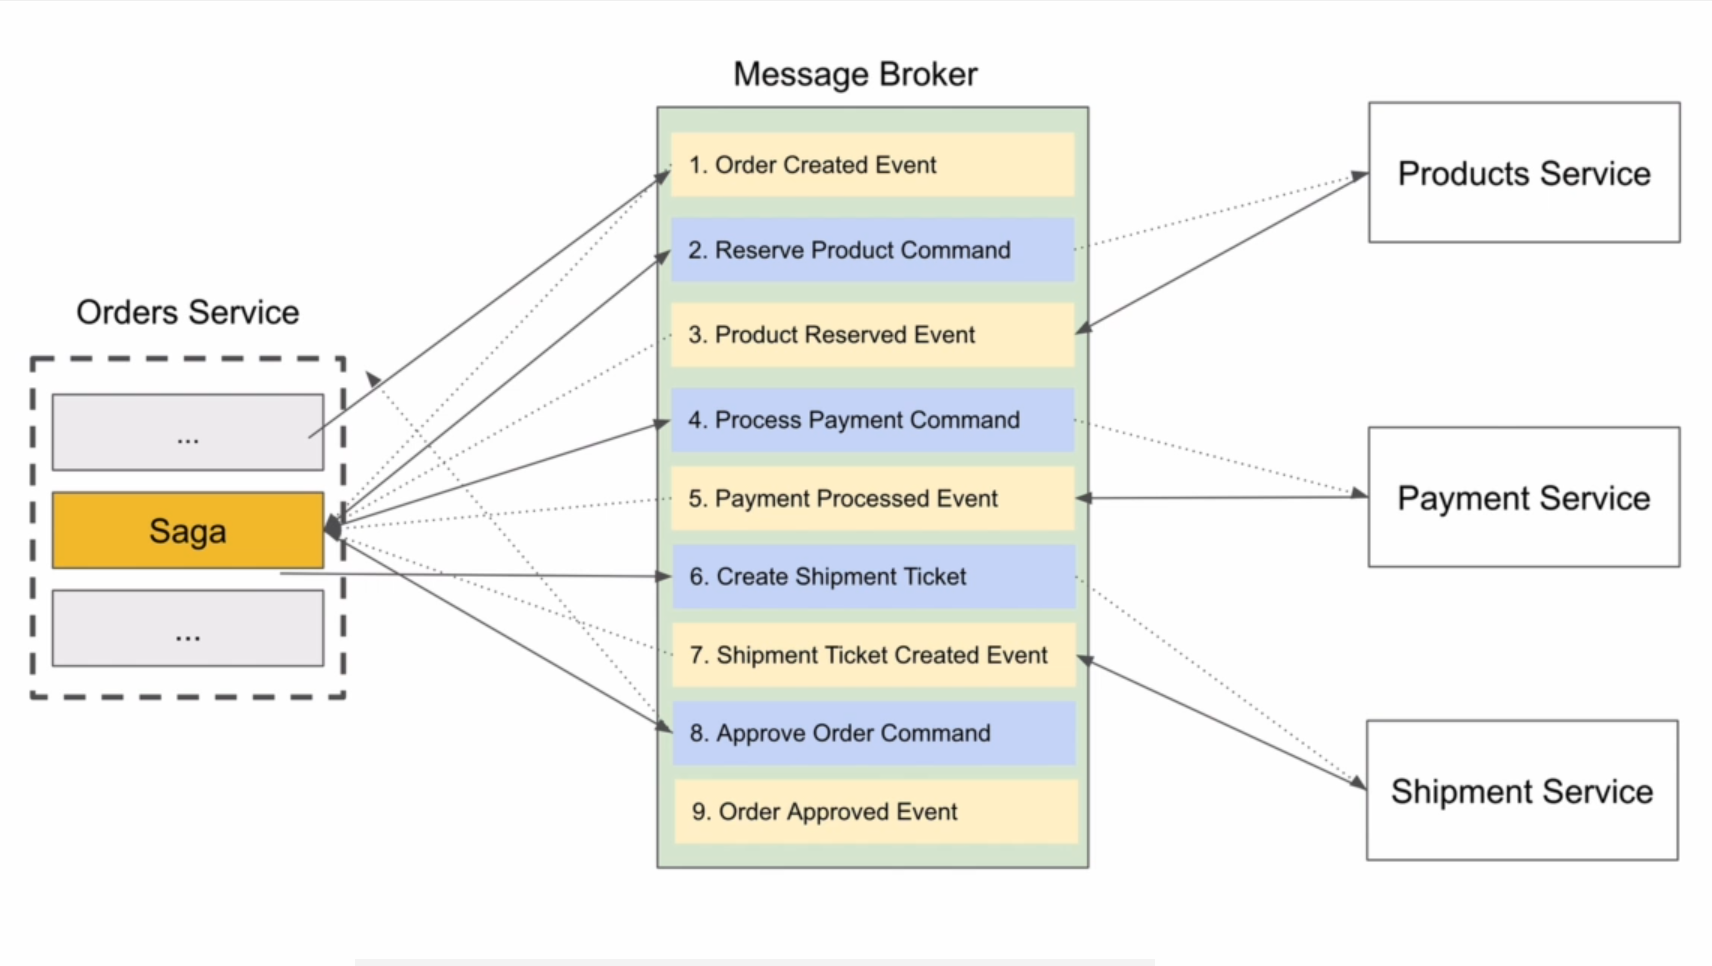 Message Broker
Orders Service
...
Saga
...
1. Order Created Event
2. Reserve Product Command
3. Product Reserved Event
4. Process Payment Command
5. Payment Processed Event
6. Create Shipment Ticket
7. Shipment Ticket Created Event
8. Approve Order Command
9. Order Approved Event
Products Service
Payment Service
Shipment Service